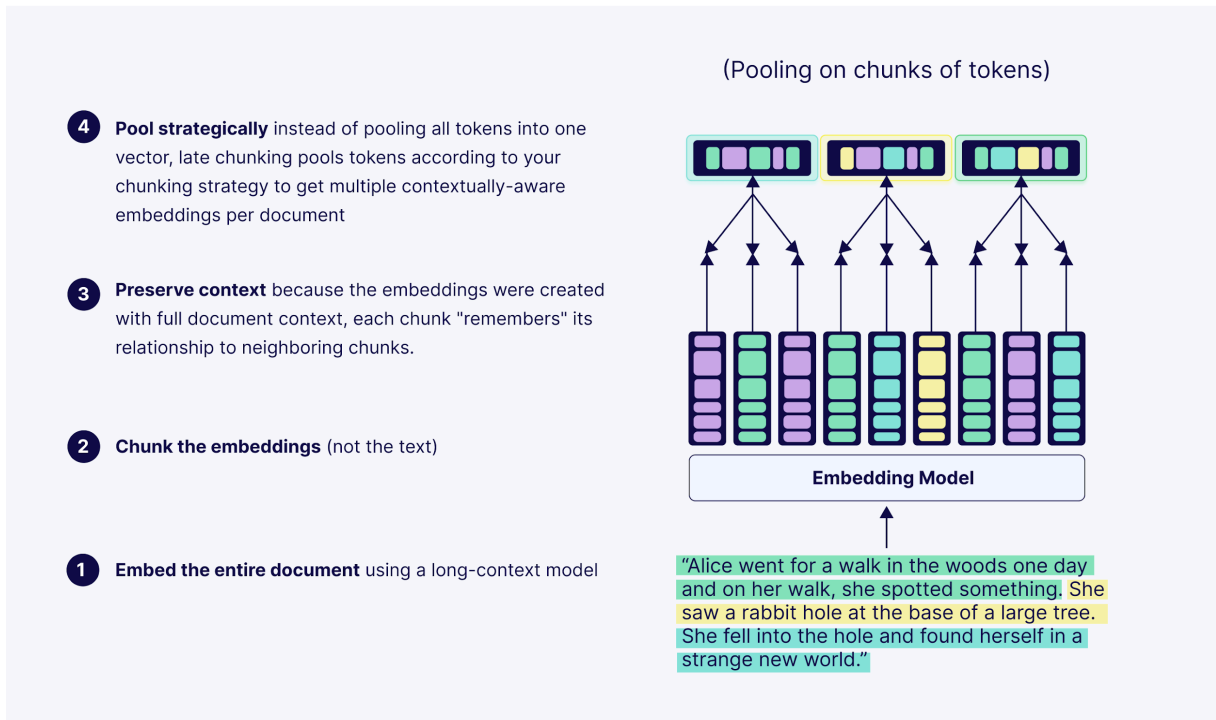 (Pooling on chunks of tokens)
4 Pool strategically instead of pooling all tokens into one
vector, late chunking pools tokens according to your
chunking strategy to get multiple contextually-aware
embeddings per document
3 Preserve context because the embeddings were created
with full document context, each chunk "remembers" its
relationship to neighboring chunks.
2 Chunk the embeddings (not the text)
Embedding Model
1 Embed the entire document using a long-context model
“Alice went for a walk in the woods one day
and on her walk, she spotted something. She
saw a rabbit hole at the base of a large tree.
She fell into the hole and found herself in a
strange new world.”